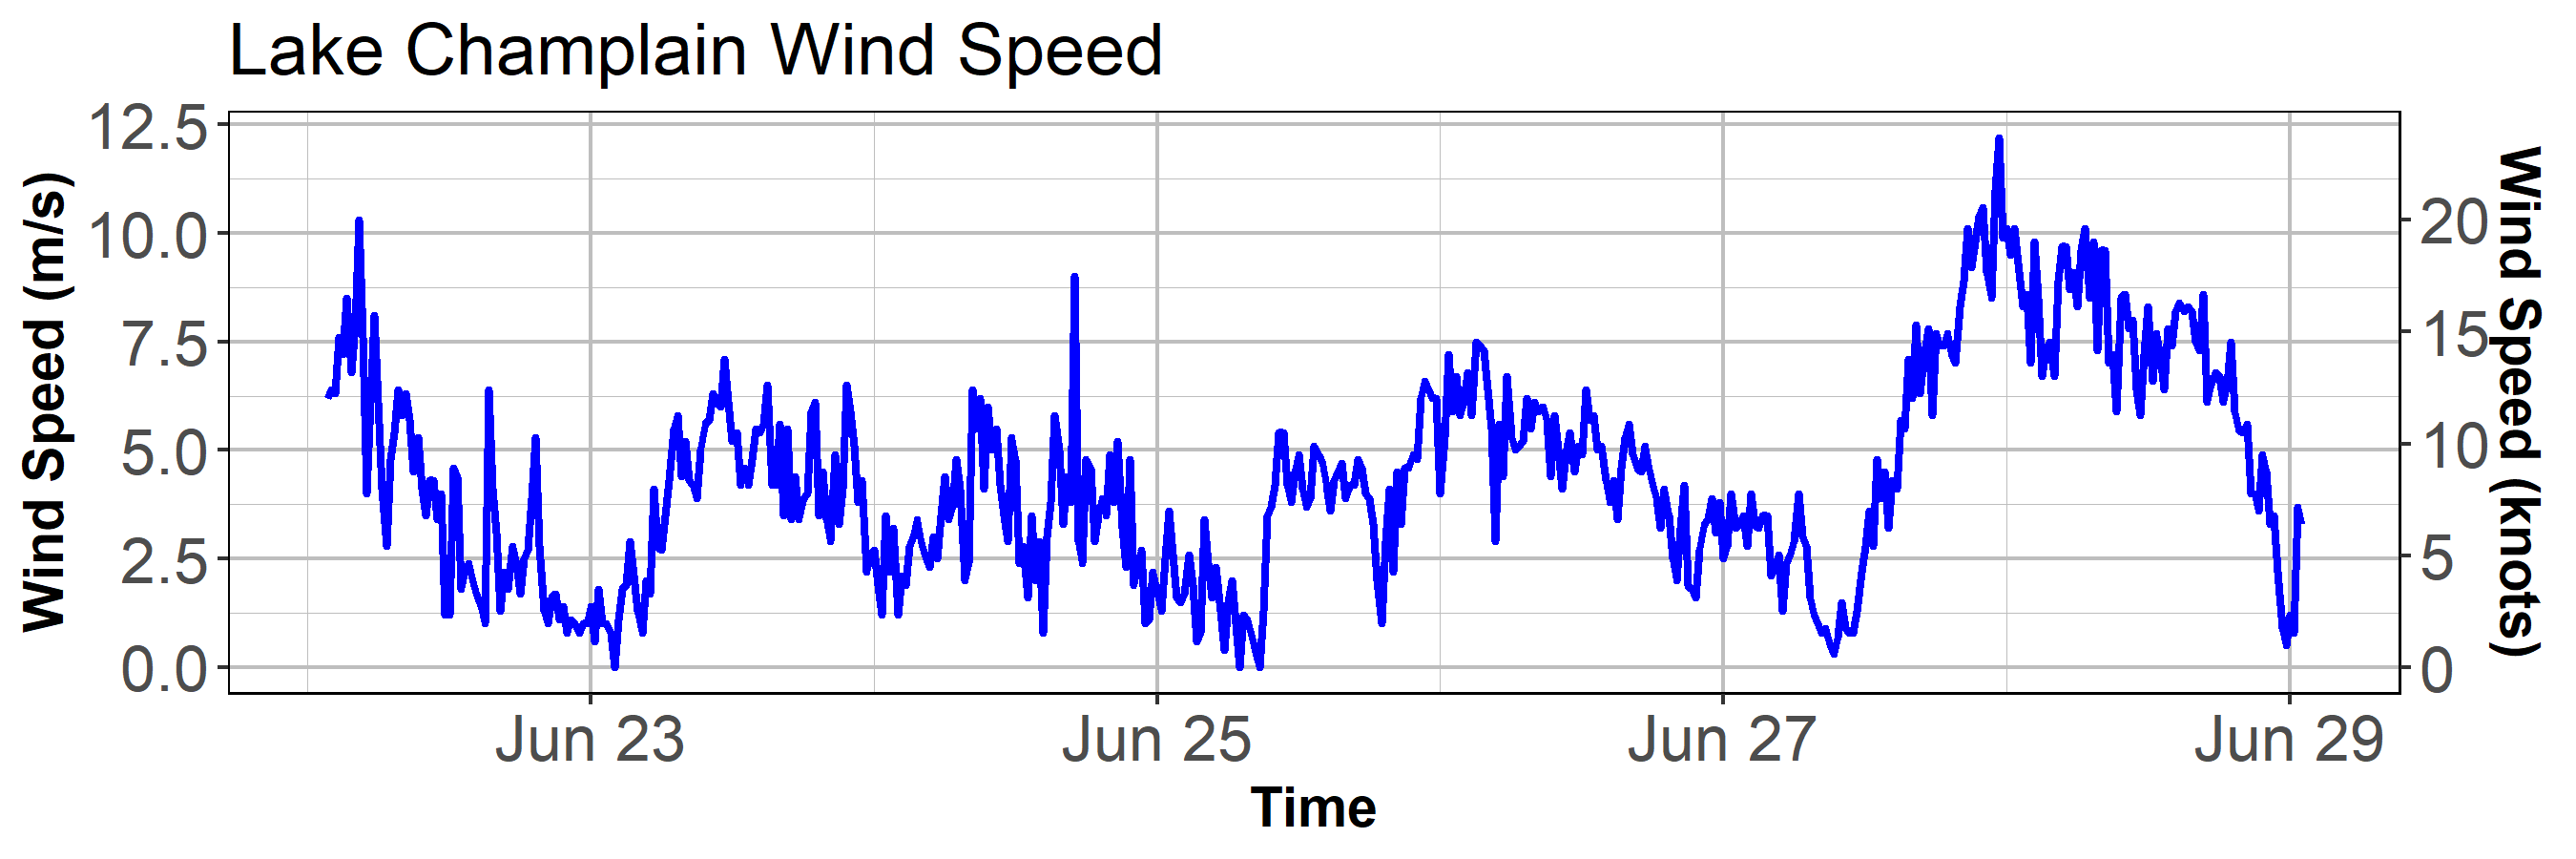 Lake Champlain Wind Speed
Wind Speed (m/s)
12.5
10.0
7.5
5.0
2.5
0.0
20
15
10
5
0
Wind Speed (knots)
Jun 23
Jun 25
Jun 27
Jun 29
Time